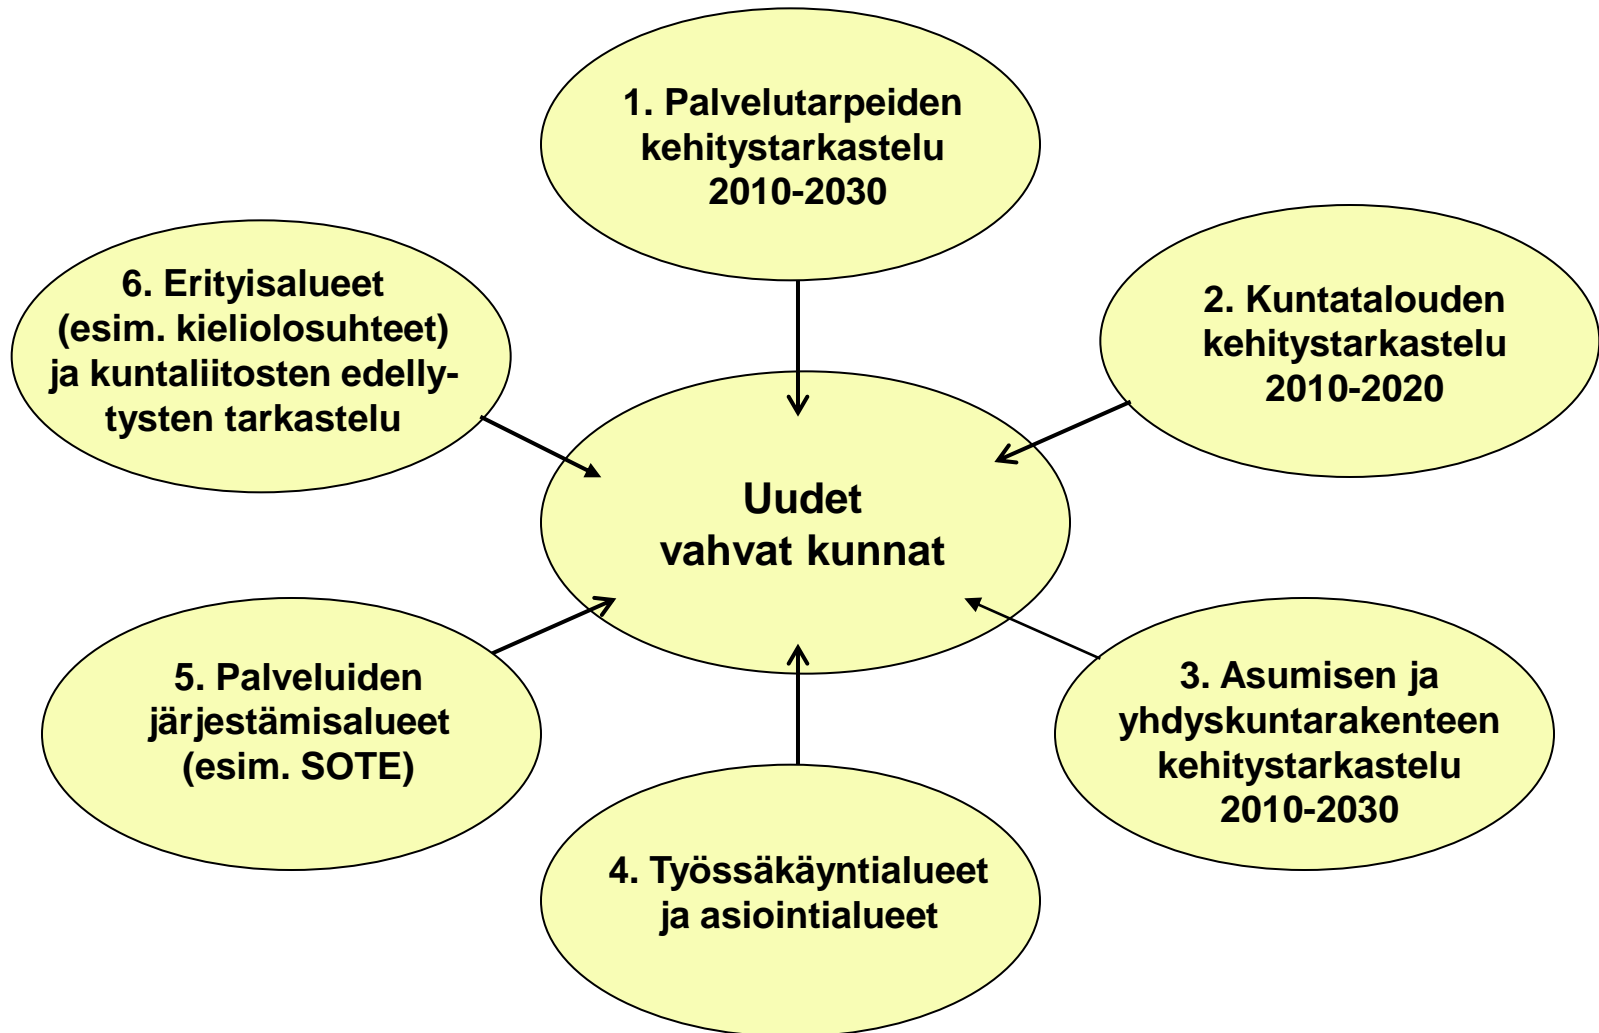 1. Palvelutarpeiden
kehitystarkastelu
2010-2030
2. Kuntatalouden
kehitystarkastelu
2010-2020
3. Asumisen ja
yhdyskuntarakenteen
kehitystarkastelu
2010-2030
4. Työssäkäyntialueet
ja asiointialueet
5. Palveluiden
järjestämisalueet
(esim. SOTE)
6. Erityisalueet
(esim. kieliolosuhteet)
ja kuntaliitosten edelly-
tysten tarkastelu
Uudet
vahvat kunnat